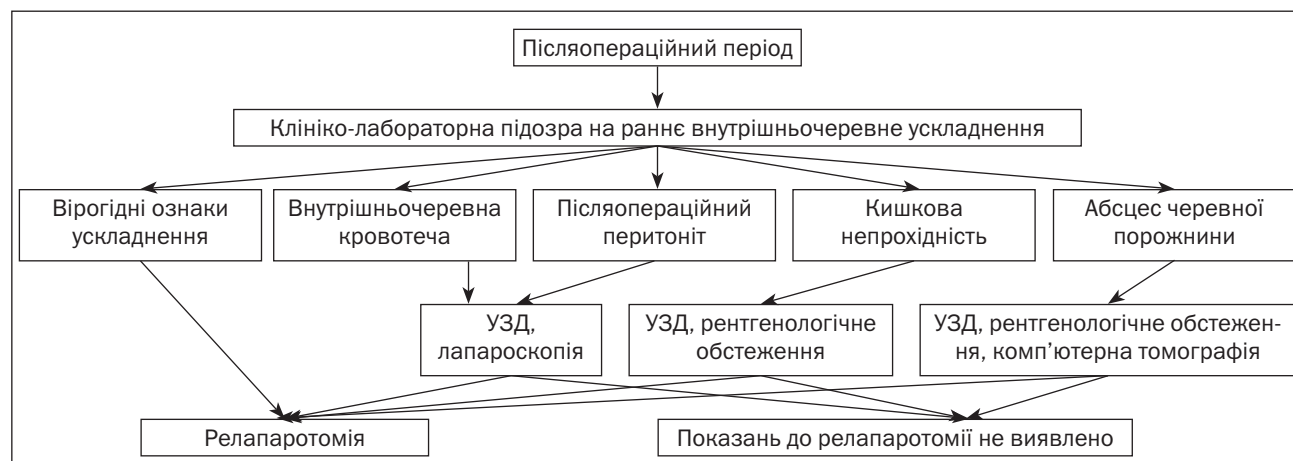 Післяопераційний період
Клініко-лабораторна підозра на раннє внутрішньочеревне ускладнення
Вірогідні ознаки
ускладнення
Внутрішньочеревна
кровотеча
Післяопераційний
перитоніт
Кишкова
непрохідність
Абсцес черевної
порожнини
УЗД,
лапароскопія
УЗД, рентгенологічне
обстеження
УЗД, рентгенологічне обстежен-
ня, комп’ютерна томографія
Релапаротомія
Показань до релапаротомії не виявлено